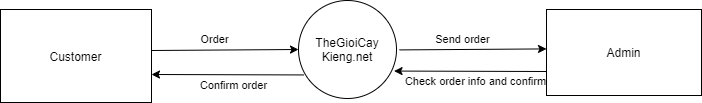 Order
TheGioiCay
Kieng.net
Send order
Customer
Admin
Confirm order
Check order info and confirm